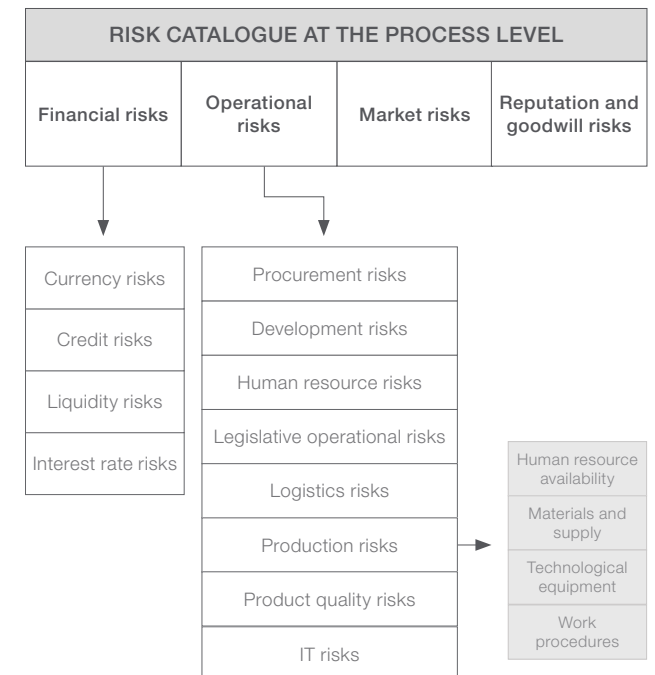 RISK CATALOGUE AT THE PROCESS LEVEL
Financial risks
Operational
risks
Market risks
Reputation and
goodwill risks
Currency risks
Credit risks
Liquidity risks
Interest rate risks
Procurement risks
Development risks
Human resource risks
Legislative operational risks
Logistics risks
Production risks
Product quality risks
IT risks
Human resource
availability
Materials and
supply
Technological
equipment
Work
procedures